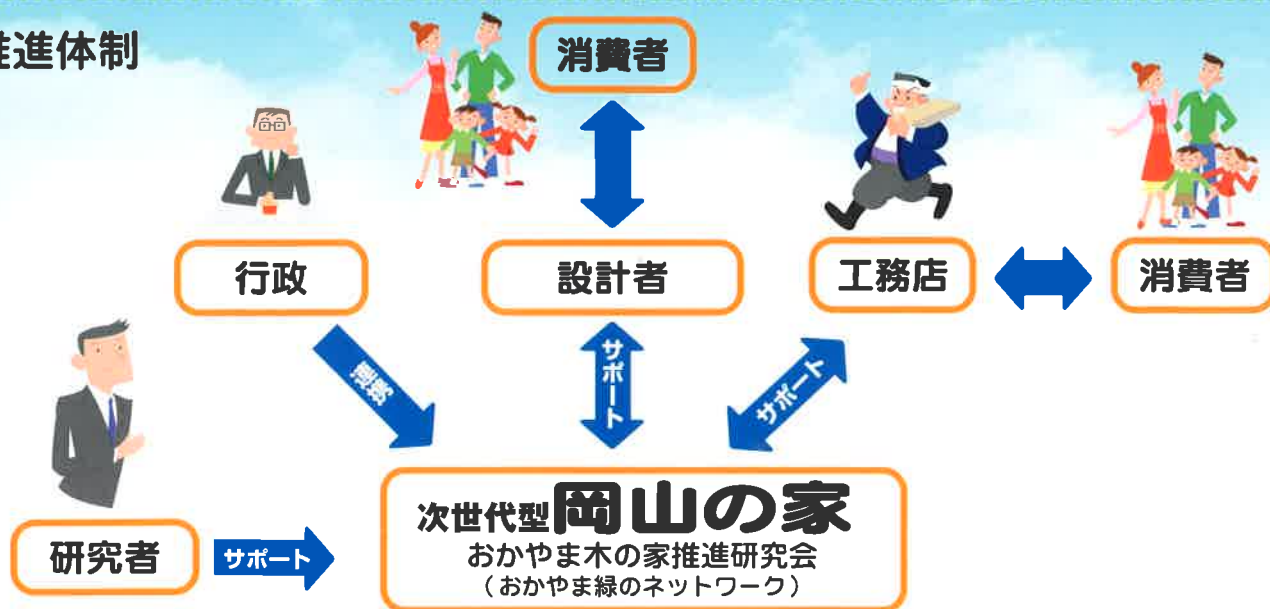 推進体制
消費者
行政
設計者
工務店
消費者
連携
サポート
サポート
研究者
サポート
次世代型岡山の家
おかやま木の家推進研究会
（おかやま緑のネットワーク）